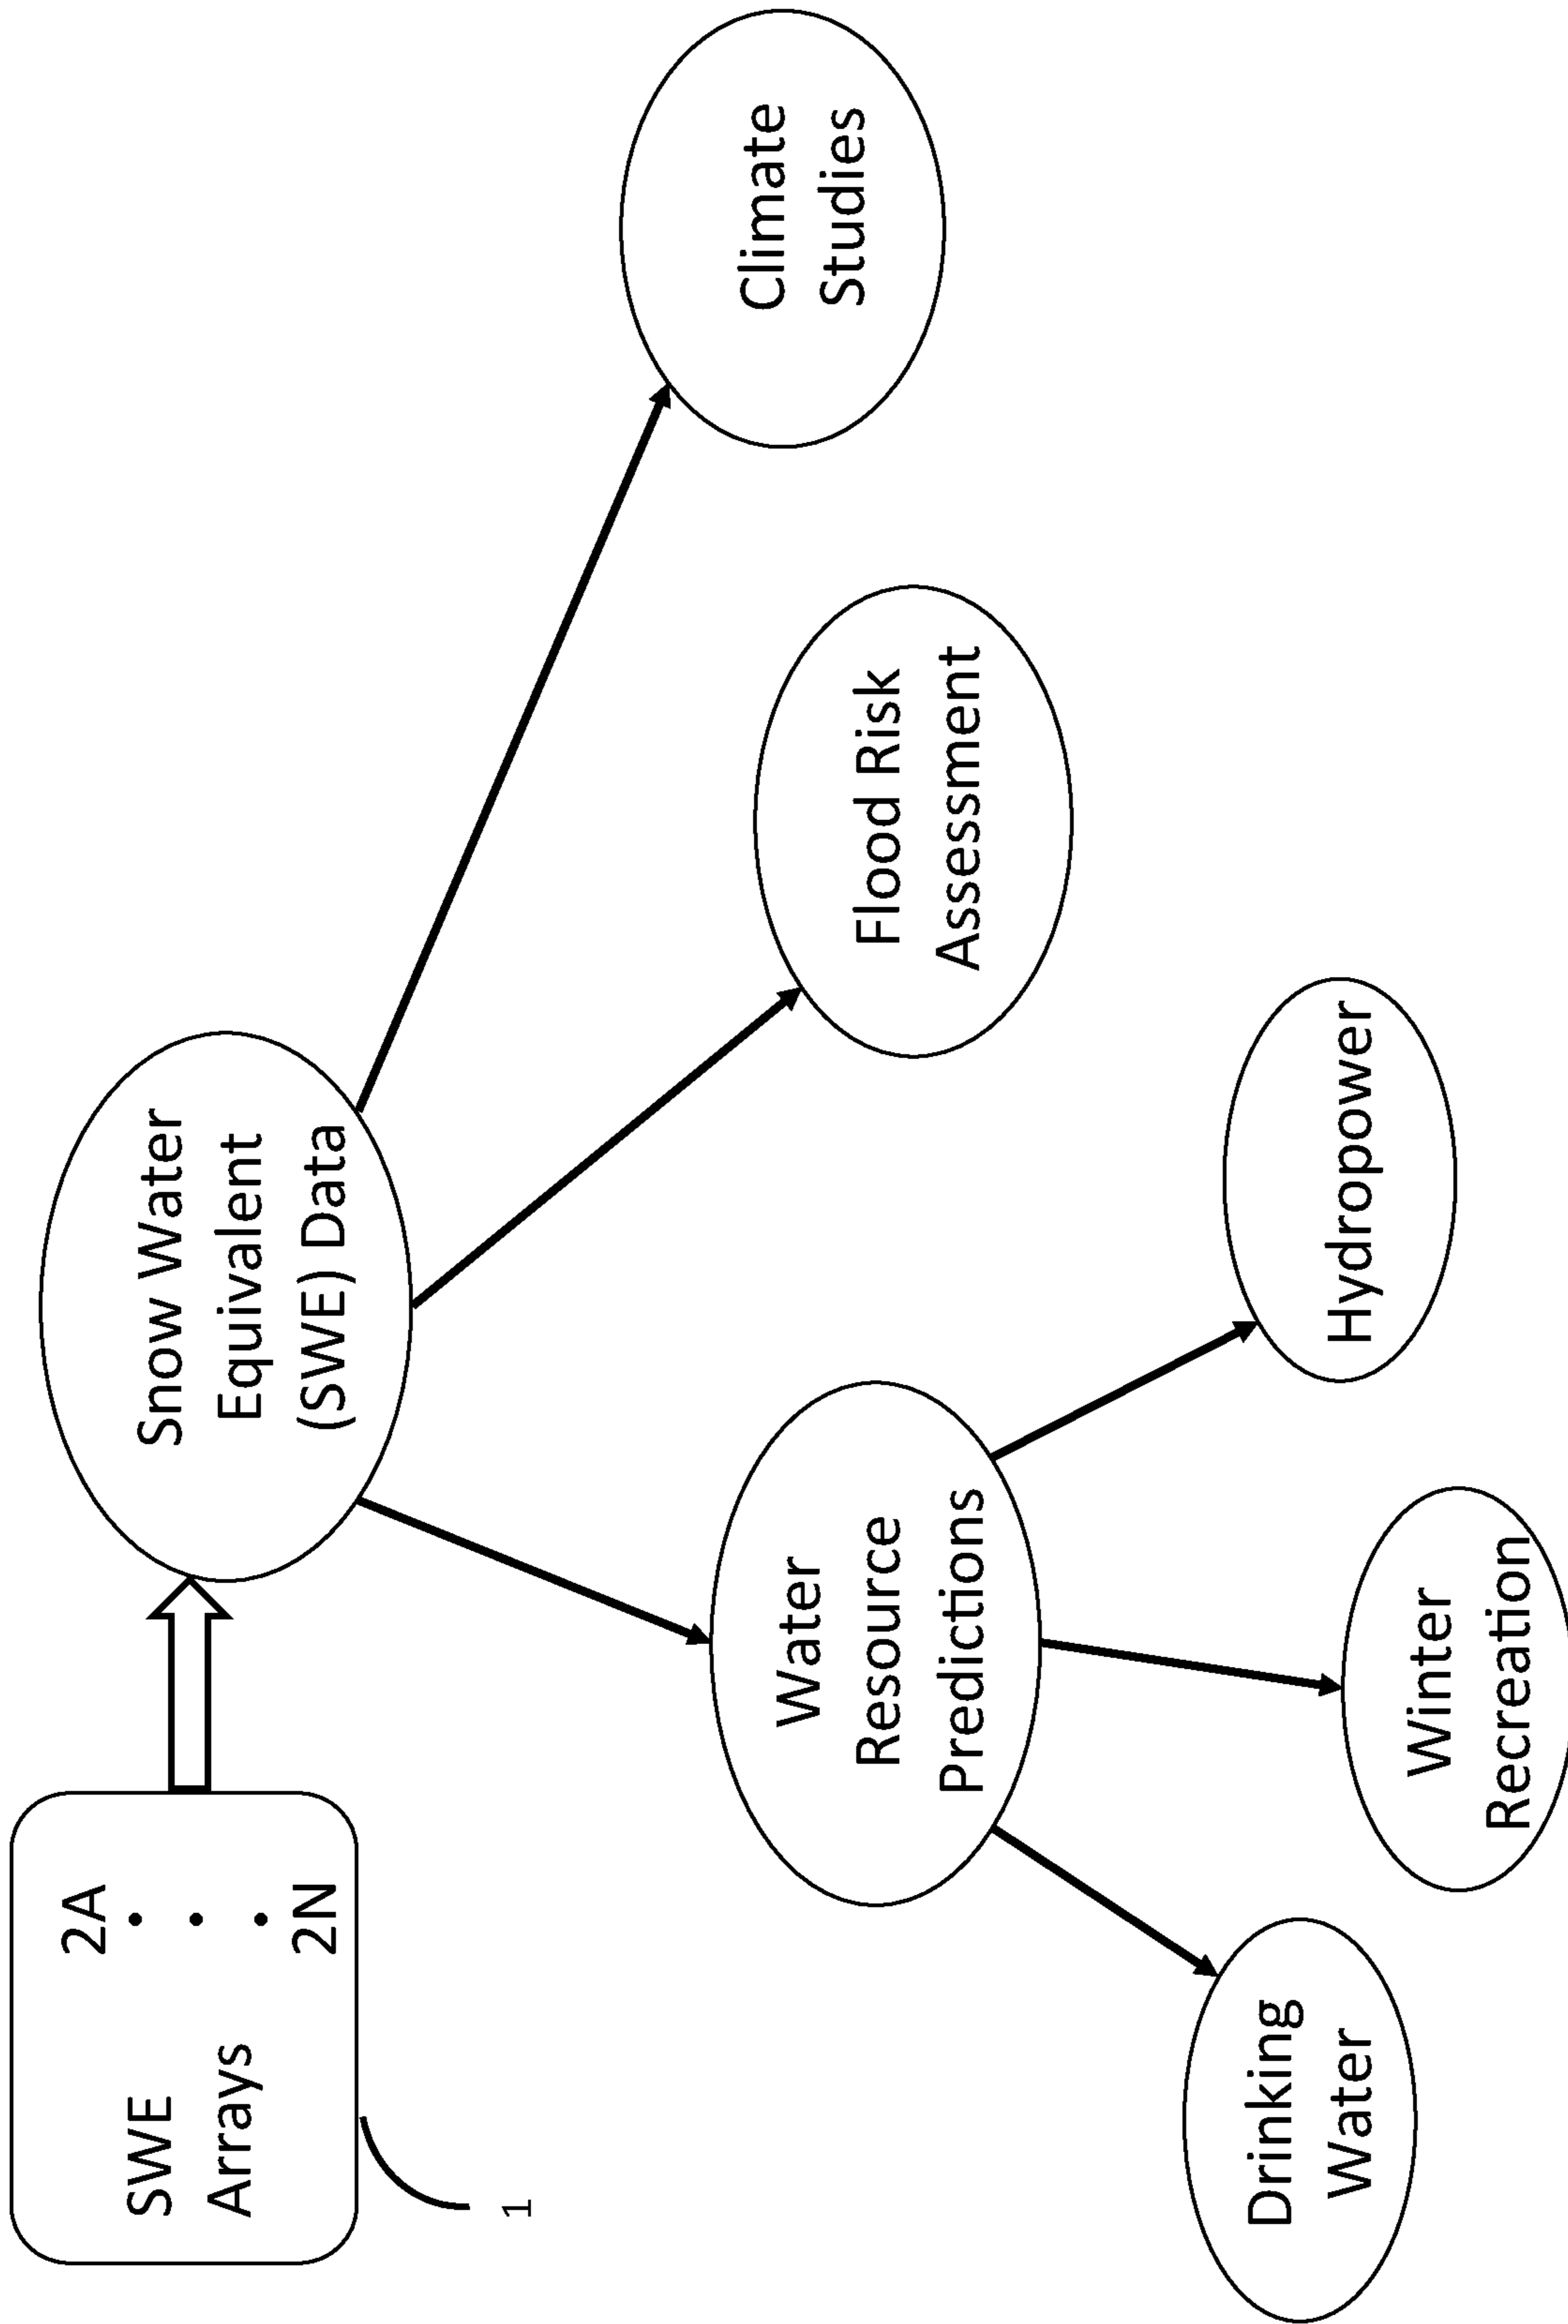 SWE
Arrays
2A
2N
1
Snow Water
Equivalent
(SWE) Data
Water
Resource
Predictions
Flood Risk
Assessment
Climate
Studies
Drinking
Water
Winter
Recreation
Hydropower